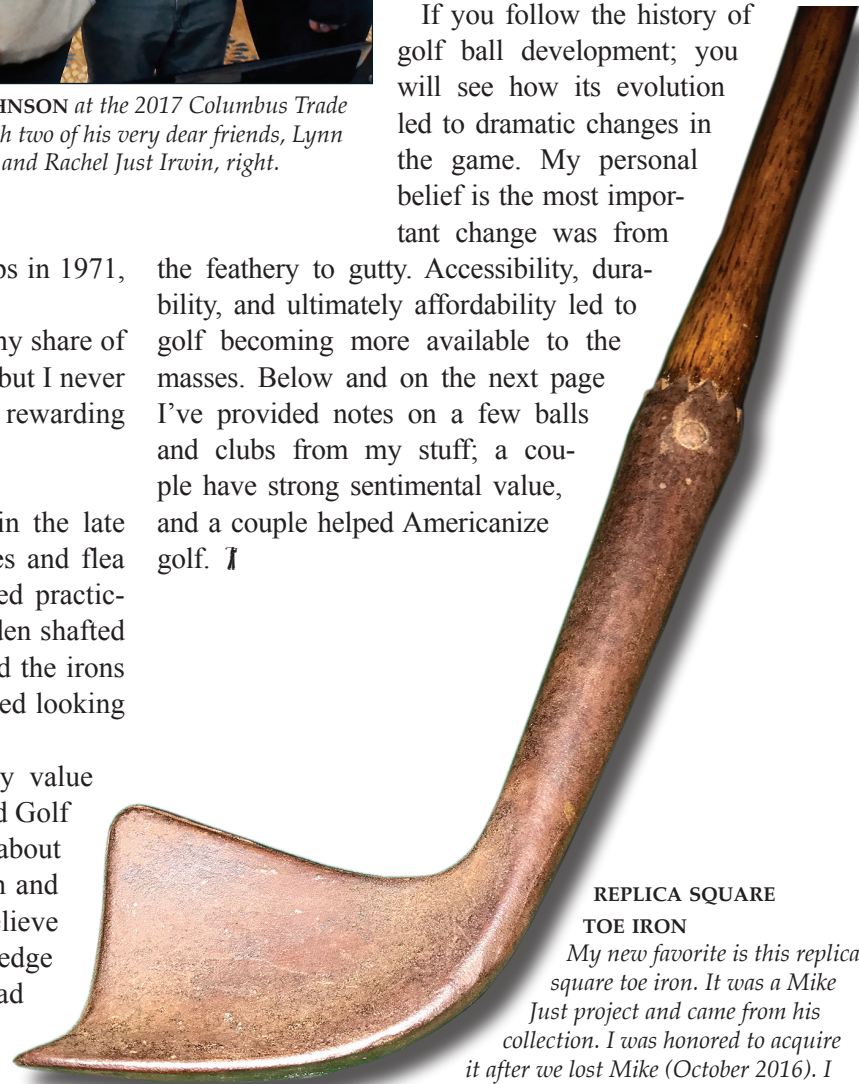 HNSON at the 2017 Columbus Trade
h two of his very dear friends, Lynn
and Rachel Just Irwin, right.
os in 1971,
ny share of
but I never
rewarding
in the late
es and flea
ed practic-
den shafted
d the irons
ed looking
y value
d Golf
about
n and
elieve
edge
ad
If you follow the history of
golf ball development; you
will see how its evolution
led to dramatic changes in
the game. My personal
belief is the most impor-
tant change was from
the feathery to gutty. Accessibility, dura-
bility, and ultimately affordability led to
golf becoming more available to the
masses. Below and on the next page
I've provided notes on a few balls
and clubs from my stuff; a cou-
ple have strong sentimental value,
and a couple helped Americanize
golf.
REPLICA SQUARE
TOE IRON
My new favorite is this replica
square toe iron. It was a Mike
Just project and came from his
collection. I was honored to acquire
it after we lost Mike (October 2016). I